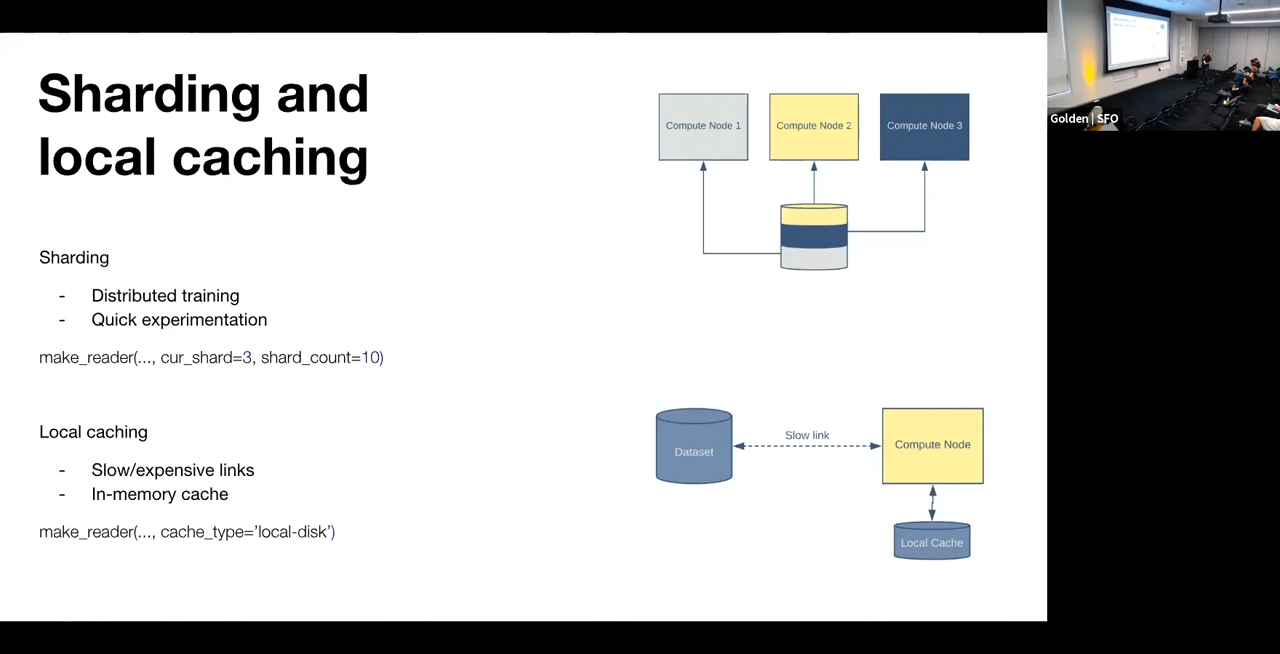 Sharding and
local caching
Sharding
- Distributed training
- Quick experimentation
make_reader(..., cur_shard=3, shard_count=10)
Local caching
- Slow/expensive links
- In-memory cache
make_reader(..., cache_type=’local-disk’)
Compute Node 1
Compute Node 2
Compute Node 3
Dataset
Slow link
Compute Node
Local Cache
Golden | SFO